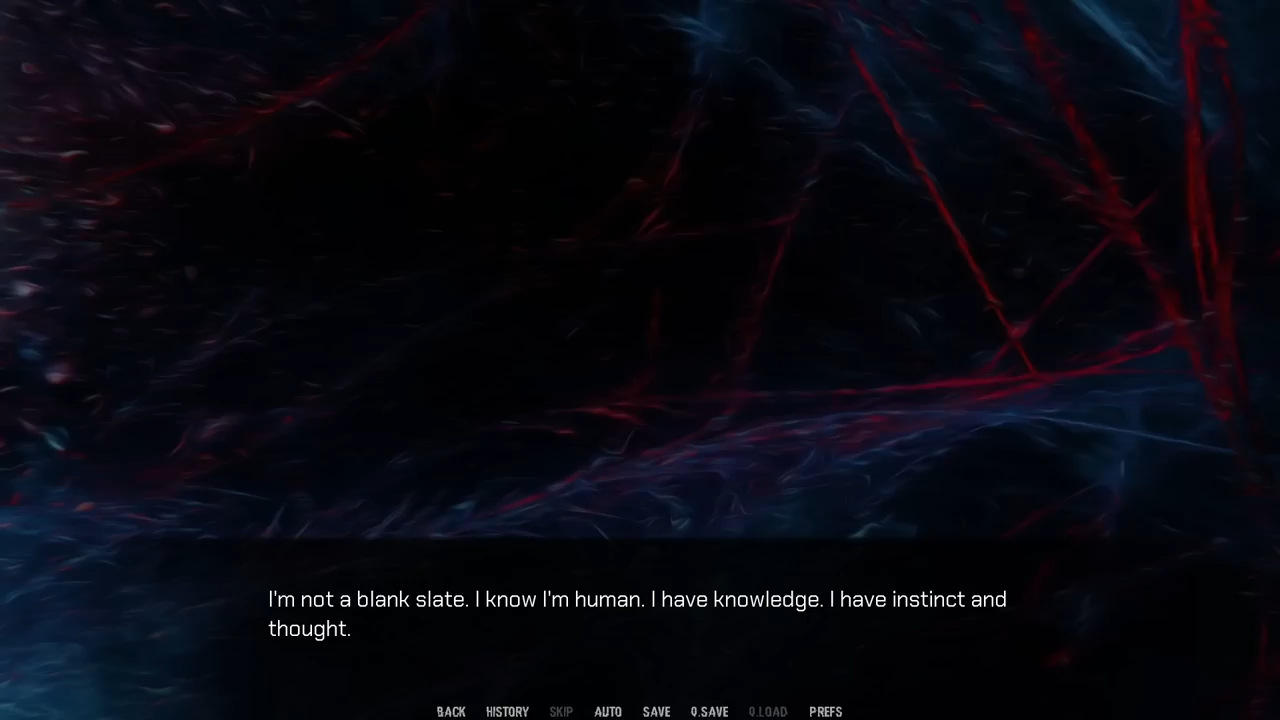 I'm not a blank slate. I know I'm human. I have knowledge. I have instinct and
thought.
BACK HISTORY SKIP AUTO SAVE Q.SAVE Q.LOAD PREFS